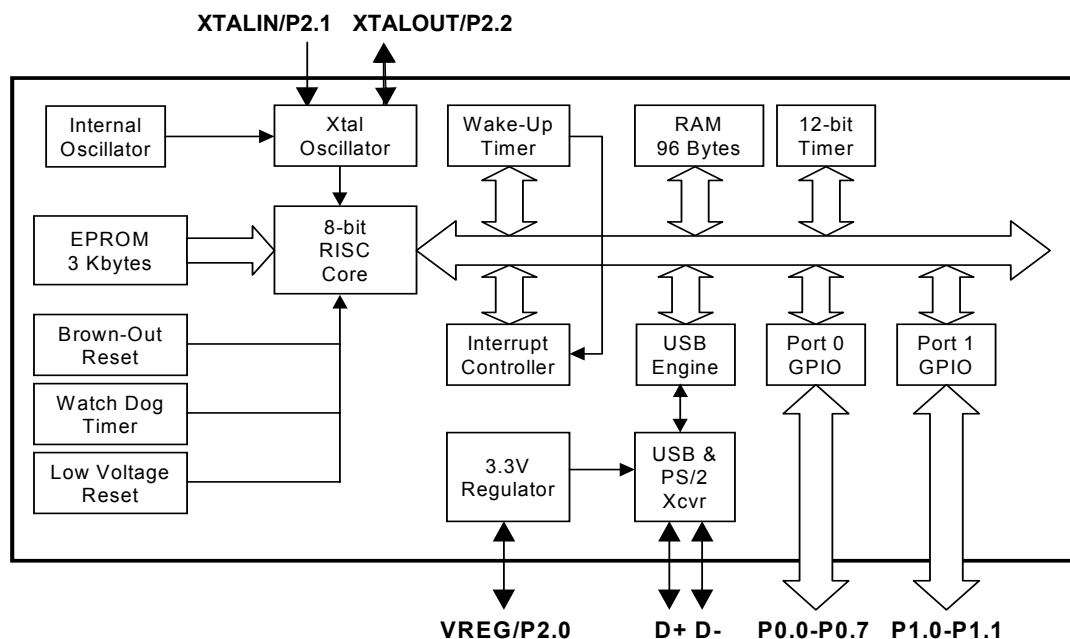 XTALIN/P2.1 XTALOUT/P2.2
Internal
Oscillator
Xtal
Oscillator
Wake-Up
Timer
RAM
96 Bytes
12-bit
Timer
EPROM
3 Kbytes
8-bit
RISC
Core
Brown-Out
Reset
Interrupt
Controller
USB
Engine
Port 0
GPIO
Port 1
GPIO
Watch Dog
Timer
Low Voltage
Reset
3.3V
Regulator
USB &
PS/2
Xcvr
VREG/P2.0 D+ D- P0.0-P0.7 P1.0-P1.1